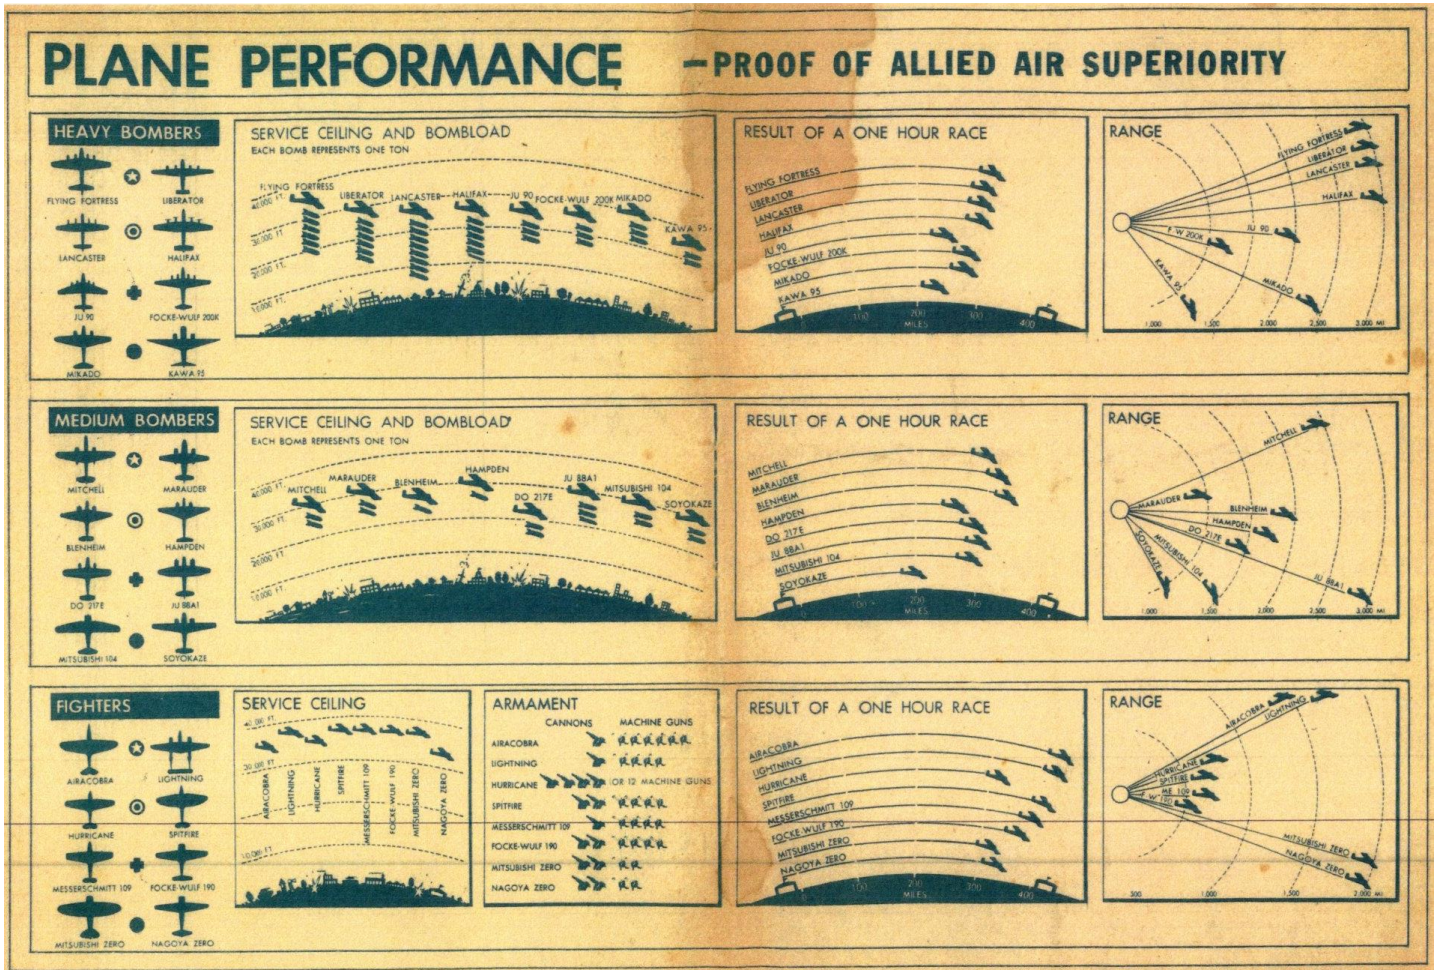 PLANE PERFORMANCE -PROOF OF ALLIED AIR SUPERIORITY
HEAVY BOMBERS
FLYING FORTRESS
LIBERATOR
LANCASTER
HALIFAX
JU 90
FOCKE-WULF 200K
MIKADO
KAWA 95
SERVICE CEILING AND BOMBLOAD
EACH BOMB REPRESENTS ONE TON
40,000 FT.
30,000 FT.
20,000 FT.
10,000 FT.
FLYING FORTRESS
LIBERATOR
LANCASTER
HALIFAX
JU 90
FOCKE-WULF 200K
MIKADO
KAWA 95
RESULT OF A ONE HOUR RACE
FLYING FORTRESS
LIBERATOR
LANCASTER
HALIFAX
JU 90
FOCKE-WULF 200K
MIKADO
KAWA 95
100 200 300 400
MILES
RANGE
FLYING FORTRESS
LIBERATOR
LANCASTER
HALIFAX
F.W 200K
JU 90
KAWA 95
MIKADO
1,000 1,500 2,000 2,500 3,000 MI
MEDIUM BOMBERS
MITCHELL
MARAUDER
BLENHEIM
HAMPDEN
DO 217E
JU 88A1
MITSUBISHI 104
SOYOKAZE
SERVICE CEILING AND BOMBLOAD
EACH BOMB REPRESENTS ONE TON
40,000 FT.
30,000 FT.
20,000 FT.
10,000 FT.
MITCHELL
MARAUDER
BLENHEIM
HAMPDEN
DO 217E
JU 88A1
MITSUBISHI 104
SOYOKAZE
RESULT OF A ONE HOUR RACE
MITCHELL
MARAUDER
BLENHEIM
HAMPDEN
DO 217E
JU 88A1
MITSUBISHI 104
SOYOKAZE
100 200 300 400
MILES
RANGE
MITCHELL
MARAUDER
BLENHEIM
HAMPDEN
DO 217E
MITSUBISHI 104
SOYOKAZE
JU 88A1
1,000 1,500 2,000 2,500 3,000 MI
FIGHTERS
AIRACOBRA
LIGHTNING
HURRICANE
SPITFIRE
MESSERSCHMITT 109
FOCKE-WULF 190
MITSUBISHI ZERO
NAGOYA ZERO
SERVICE CEILING
40,000 FT.
30,000 FT.
10,000 FT.
AIRACOBRA
LIGHTNING
HURRICANE
SPITFIRE
MESSERSCHMITT 109
FOCKE-WULF 190
MITSUBISHI ZERO
NAGOYA ZERO
ARMAMENT
CANNONS MACHINE GUNS
AIRACOBRA
LIGHTNING
HURRICANE OR 12 MACHINE GUNS
SPITFIRE
MESSERSCHMITT 109
FOCKE-WULF 190
MITSUBISHI ZERO
NAGOYA ZERO
RESULT OF A ONE HOUR RACE
AIRACOBRA
LIGHTNING
HURRICANE
SPITFIRE
MESSERSCHMITT 109
FOCKE-WULF 190
MITSUBISHI ZERO
NAGOYA ZERO
100 200 300 400
MILES
RANGE
AIRACOBRA
LIGHTNING
HURRICANE
SPITFIRE
ME 109
F W 190
MITSUBISHI ZERO
NAGOYA ZERO
500 1,000 1,500 2,000 MI